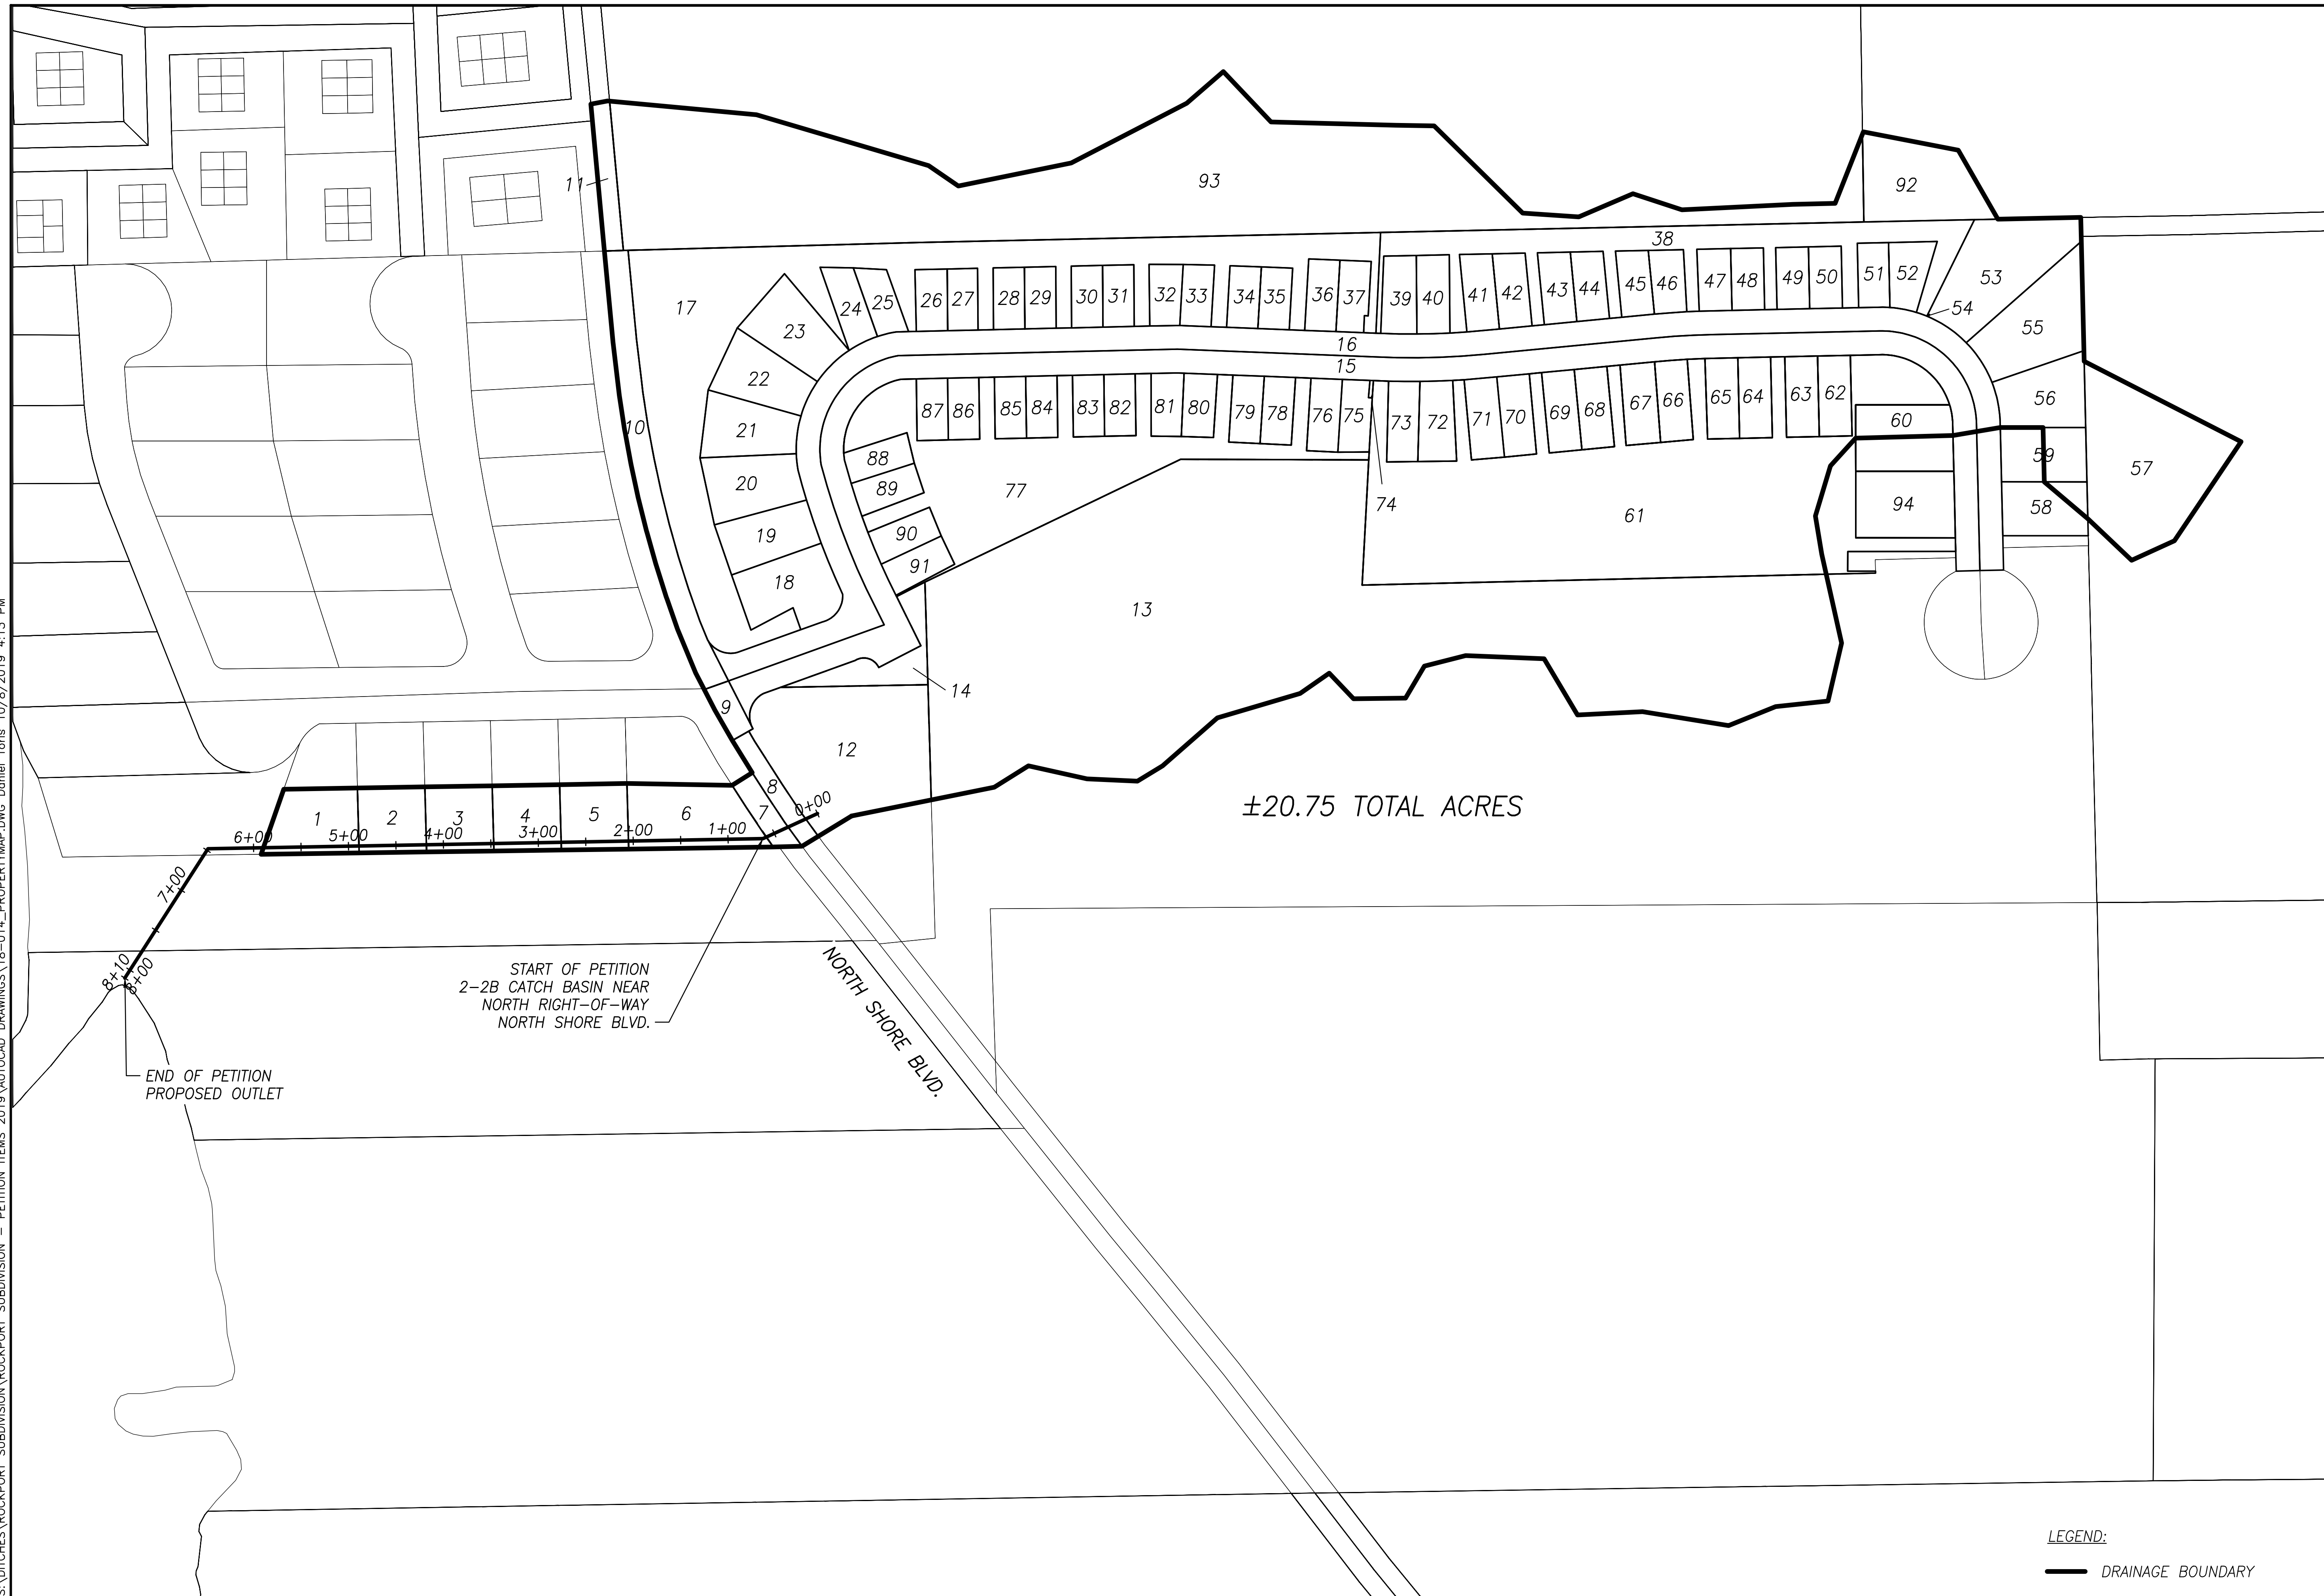 93
92
11
38
17
23
24 25 26 27 28 29 30 31 32 33 34 35 36 37 39 40 41 42 43 44 45 46 47 48 49 50 51 52
53
54
55
16
15
22
21
20
19
18
10
87 86 85 84 83 82 81 80 79 78 76 75 73 72 71 70 69 68 67 66 65 64 63 62
56
60
59
57
88
89
90
91
77
74
61
94
58
13
14
9
12
8
7
0+00
1 2 3 4 5 6
6+00 5+00 4+00 3+00 2+00 1+00
7+00
8+10
8+00
±20.75 TOTAL ACRES
START OF PETITION
2-2B CATCH BASIN NEAR
NORTH RIGHT-OF-WAY
NORTH SHORE BLVD.
NORTH SHORE BLVD.
END OF PETITION
PROPOSED OUTLET
LEGEND:
DRAINAGE BOUNDARY